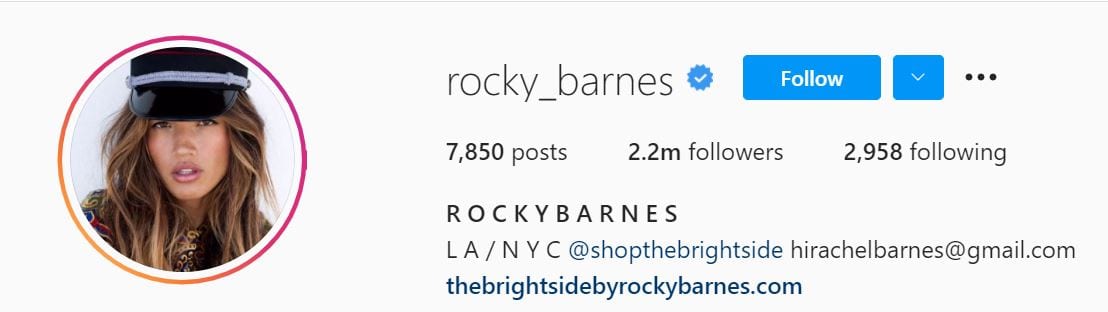 rocky_barnes Follow
7,850 posts 2.2m followers 2,958 following
R O C K Y B A R N E S
L A / N Y C @shopthebrightside hirachelbarnes@gmail.com
thebrightsidebyrockybarnes.com